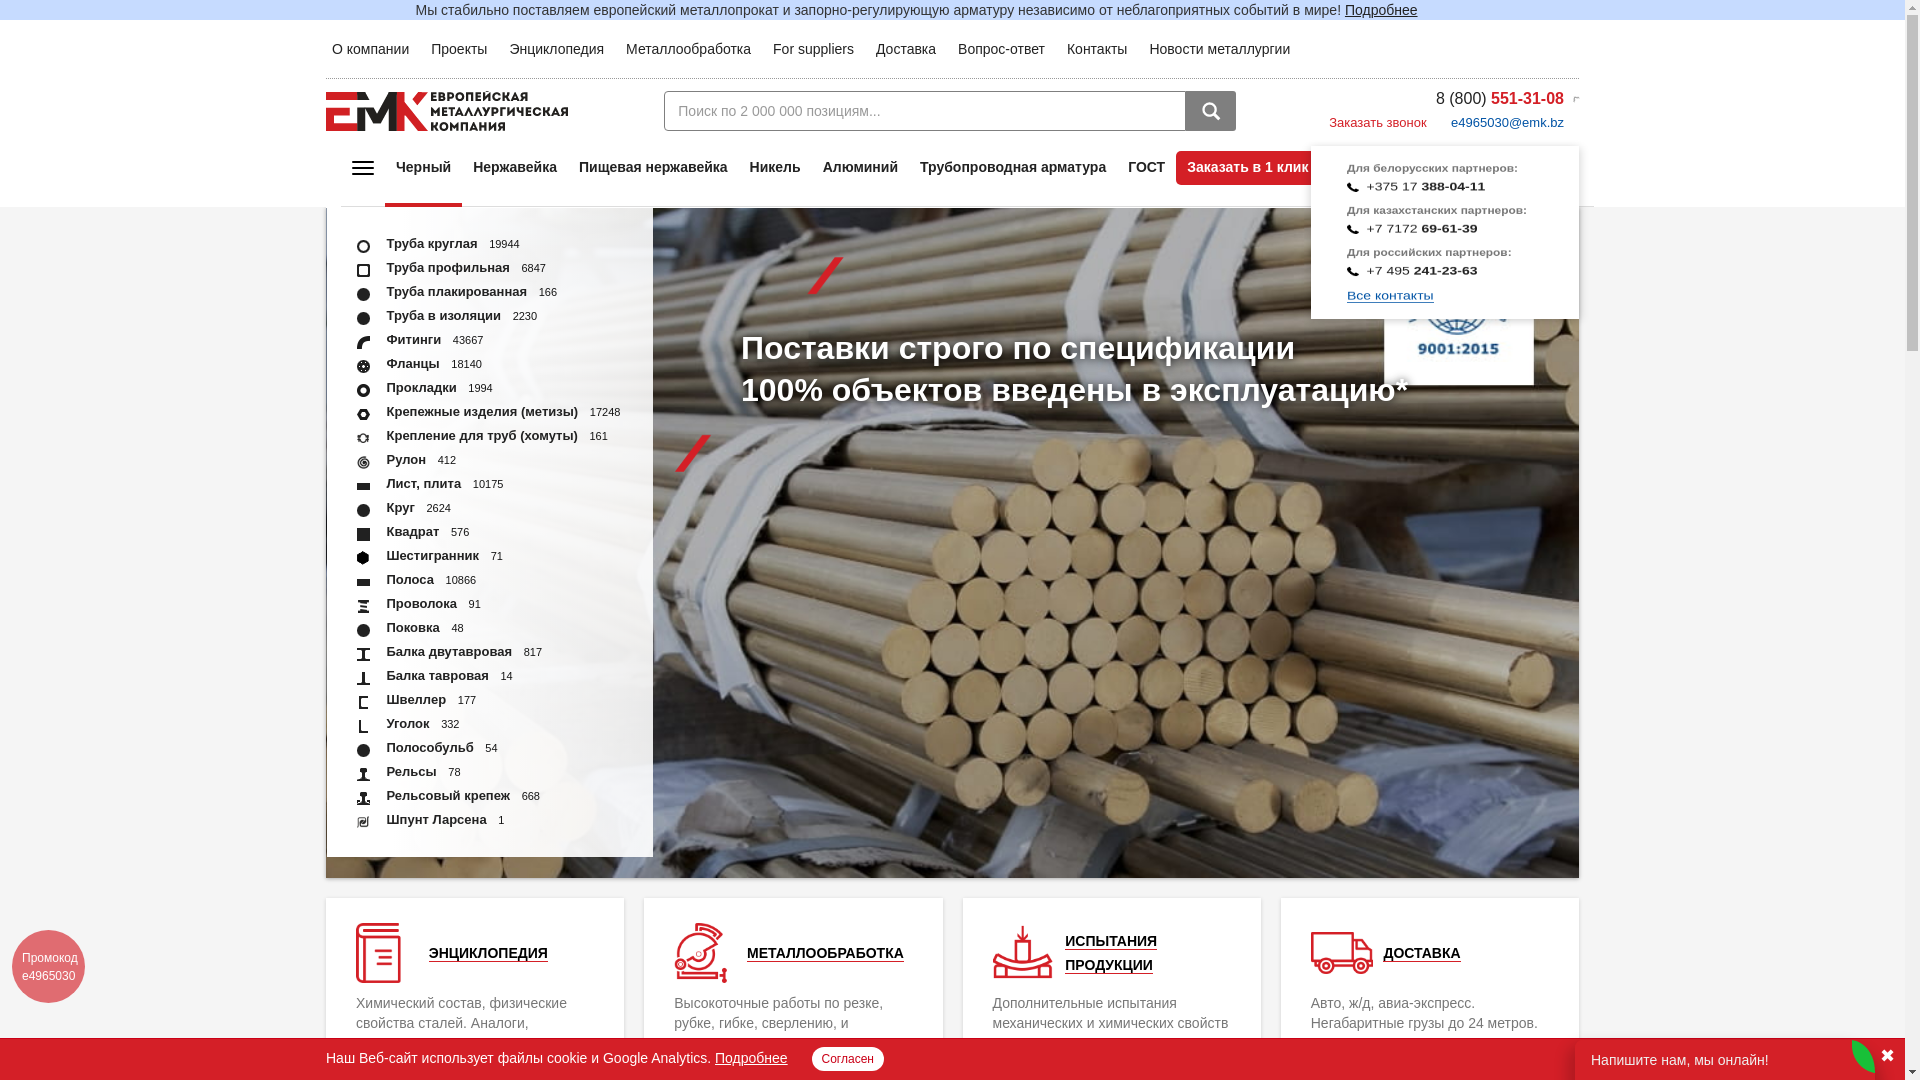 Мы стабильно поставляем европейский металлопрокат и запорно-регулирующую арматуру независимо от неблагоприятных событий в мире! Подробнее
О компании Проекты Энциклопедия Металлообработка For suppliers Доставка Вопрос-ответ Контакты Новости металлургии
EMK ЕВРОПЕЙСКАЯ
МЕТАЛЛУРГИЧЕСКАЯ
КОМПАНИЯ
Поиск по 2 000 000 позициям...
8 (800) 551-31-08
Заказать звонок e4965030@emk.bz
Черный Нержавейка Пищевая нержавейка Никель Алюминий Трубопроводная арматура ГОСТ Заказать в 1 клик
Для белорусских партнеров:
+375 17 388-04-11
Для казахстанских партнеров:
+7 7172 69-61-39
Для российских партнеров:
+7 495 241-23-63
Все контакты
Труба круглая 19944
Труба профильная 6847
Труба плакированная 166
Труба в изоляции 2230
Фитинги 43667
Фланцы 18140
Прокладки 1994
Крепежные изделия (метизы) 17248
Крепление для труб (хомуты) 161
Рулон 412
Лист, плита 10175
Круг 2624
Квадрат 576
Шестигранник 71
Полоса 10866
Проволока 91
Поковка 48
Балка двутавровая 817
Балка тавровая 14
Швеллер 177
Уголок 332
Полособульб 54
Рельсы 78
Рельсовый крепеж 668
Шпунт Ларсена 1
9001:2015
Поставки строго по спецификации
100% объектов введены в эксплуатацию*
ЭНЦИКЛОПЕДИЯ
Химический состав, физические
свойства сталей. Аналоги,
МЕТАЛЛООБРАБОТКА
Высокоточные работы по резке,
рубке, гибке, сверлению, и
ИСПЫТАНИЯ
ПРОДУКЦИИ
Дополнительные испытания
механических и химических свойств
ДОСТАВКА
Авто, ж/д, авиа-экспресс.
Негабаритные грузы до 24 метров.
Промокод
e4965030
Наш Веб-сайт использует файлы cookie и Google Analytics. Подробнее Согласен
Напишите нам, мы онлайн!